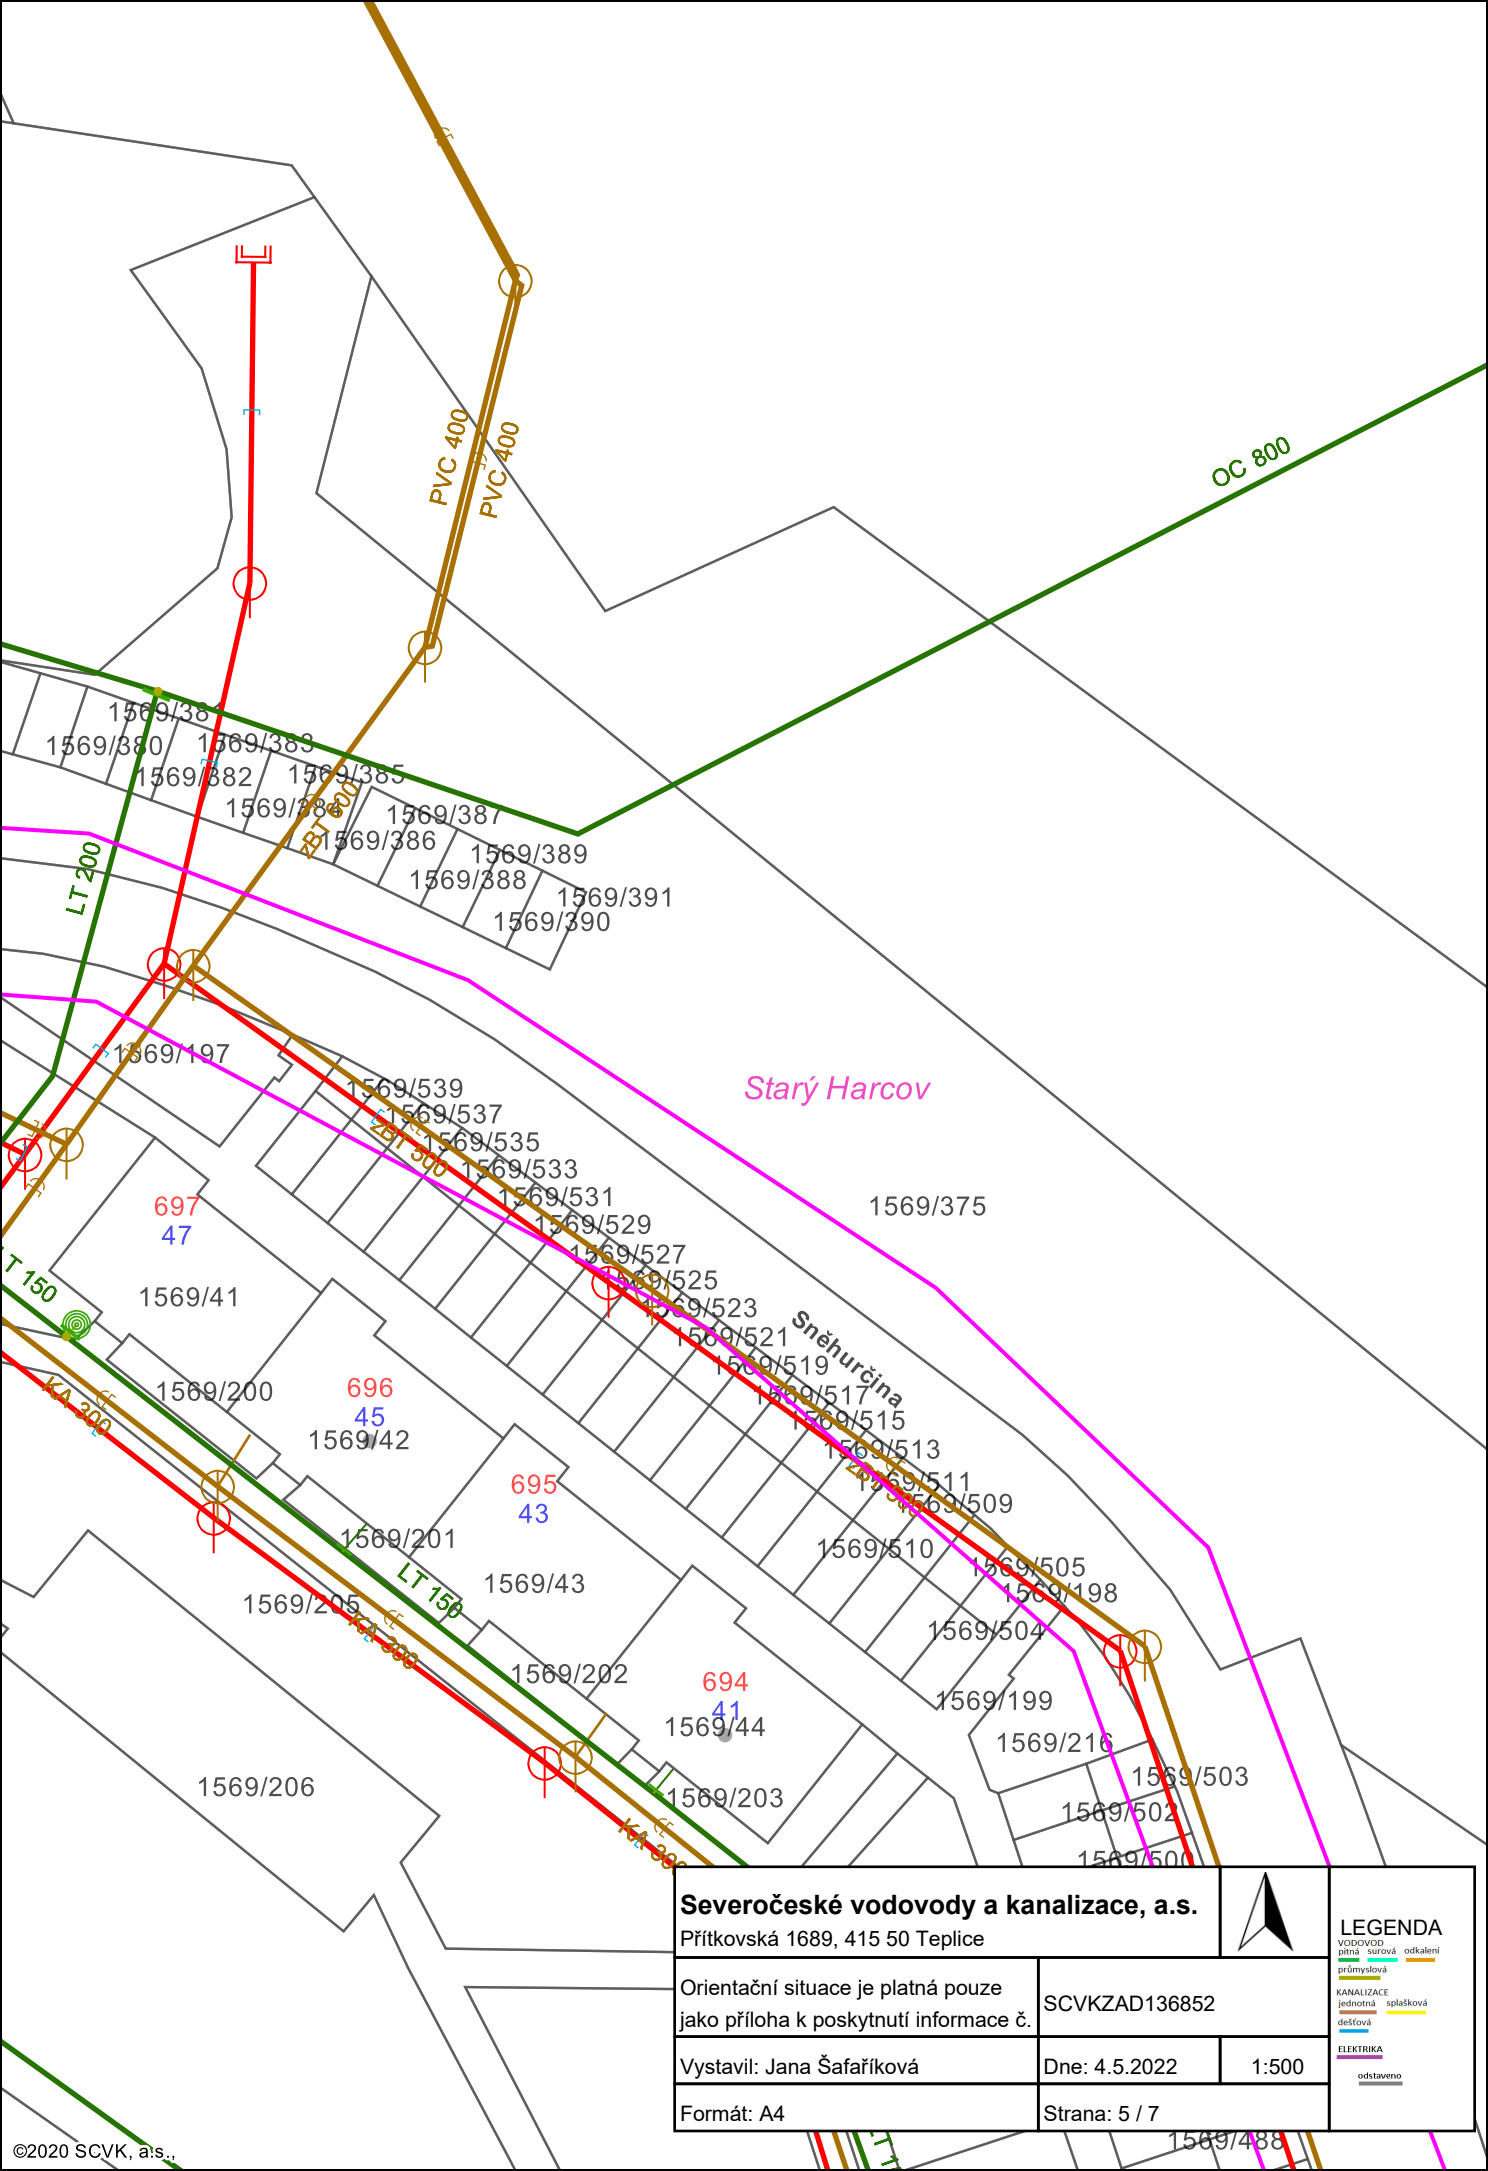 PVC 400
PVC 400
OC 800
1569/381
1569/380
1569/383
1569/382
1569/385
1569/384
zBT 600
1569/387
1569/386
1569/389
1569/388
1569/391
1569/390
LT 200
1569/197
Starý Harcov
1569/539
1569/537
zBT 300
1569/535
1569/533
1569/531
1569/529
1569/527
1569/525
1569/523
1569/521
1569/519
1569/517
1569/515
1569/513
1569/511
1569/509
Sněhurčina
1569/375
697
47
LT 150
1569/41
1569/200
KA 300
696
45
1569/42
695
43
1569/201
LT 150
1569/43
1569/205
KA 300
1569/510
1569/505
1569/198
1569/504
1569/202
694
41
1569/44
1569/199
1569/216
1569/503
1569/502
1569/500
1569/206
1569/203
KA 300
Severočeské vodovody a kanalizace, a.s.
Přítkovská 1689, 415 50 Teplice
Orientační situace je platná pouze
jako příloha k poskytnutí informace č.
SCVKZAD136852
Vystavil: Jana Šafaříková
Dne: 4.5.2022
1:500
Formát: A4
Strana: 5 / 7
LEGENDA
VODOVOD
pitná surová odkalení
průmyslová
KANALIZACE
jednotná splašková
dešťová
ELEKTRIKA
odstaveno
1569/488
©2020 SCVK, a.s.,